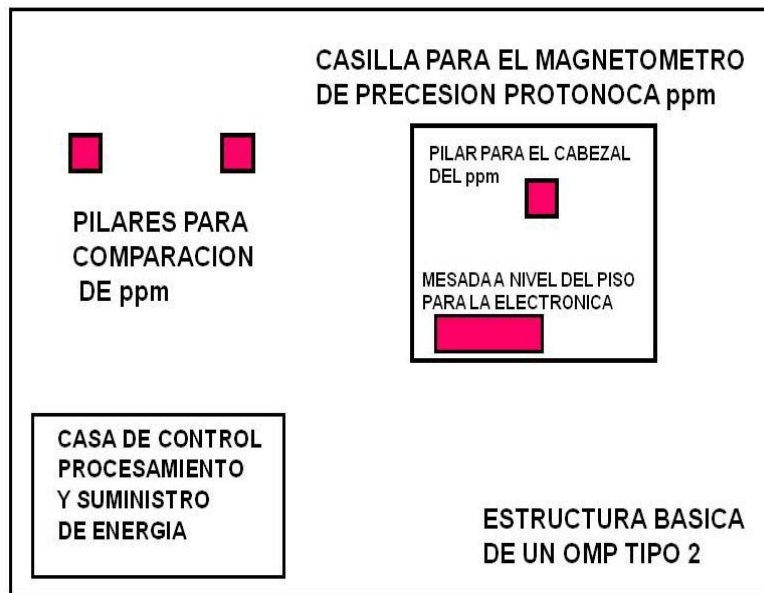 CASILLA PARA EL MAGNETOMETRO
DE PRECESION PROTONOCA ppm
PILAR PARA EL CABEZAL
DEL ppm
PILARES PARA
COMPARACION
DE ppm
MESADA A NIVEL DEL PISO
PARA LA ELECTRONICA
CASA DE CONTROL
PROCESAMIENTO
Y SUMINISTRO
DE ENERGIA
ESTRUCTURA BASICA
DE UN OMP TIPO 2